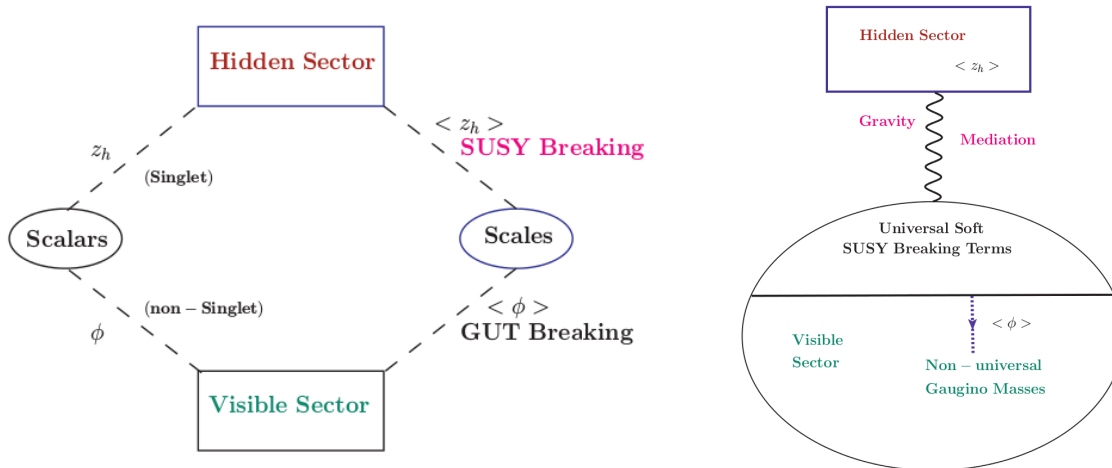 Hidden Sector
< z_h >
SUSY Breaking
z_h
(Singlet)
Scalars
Scales
(non − Singlet)
ϕ
< ϕ >
GUT Breaking
Visible Sector
Hidden Sector
< z_h >
Gravity
Mediation
Universal Soft
SUSY Breaking Terms
< ϕ >
Visible
Sector
Non − universal
Gaugino Masses